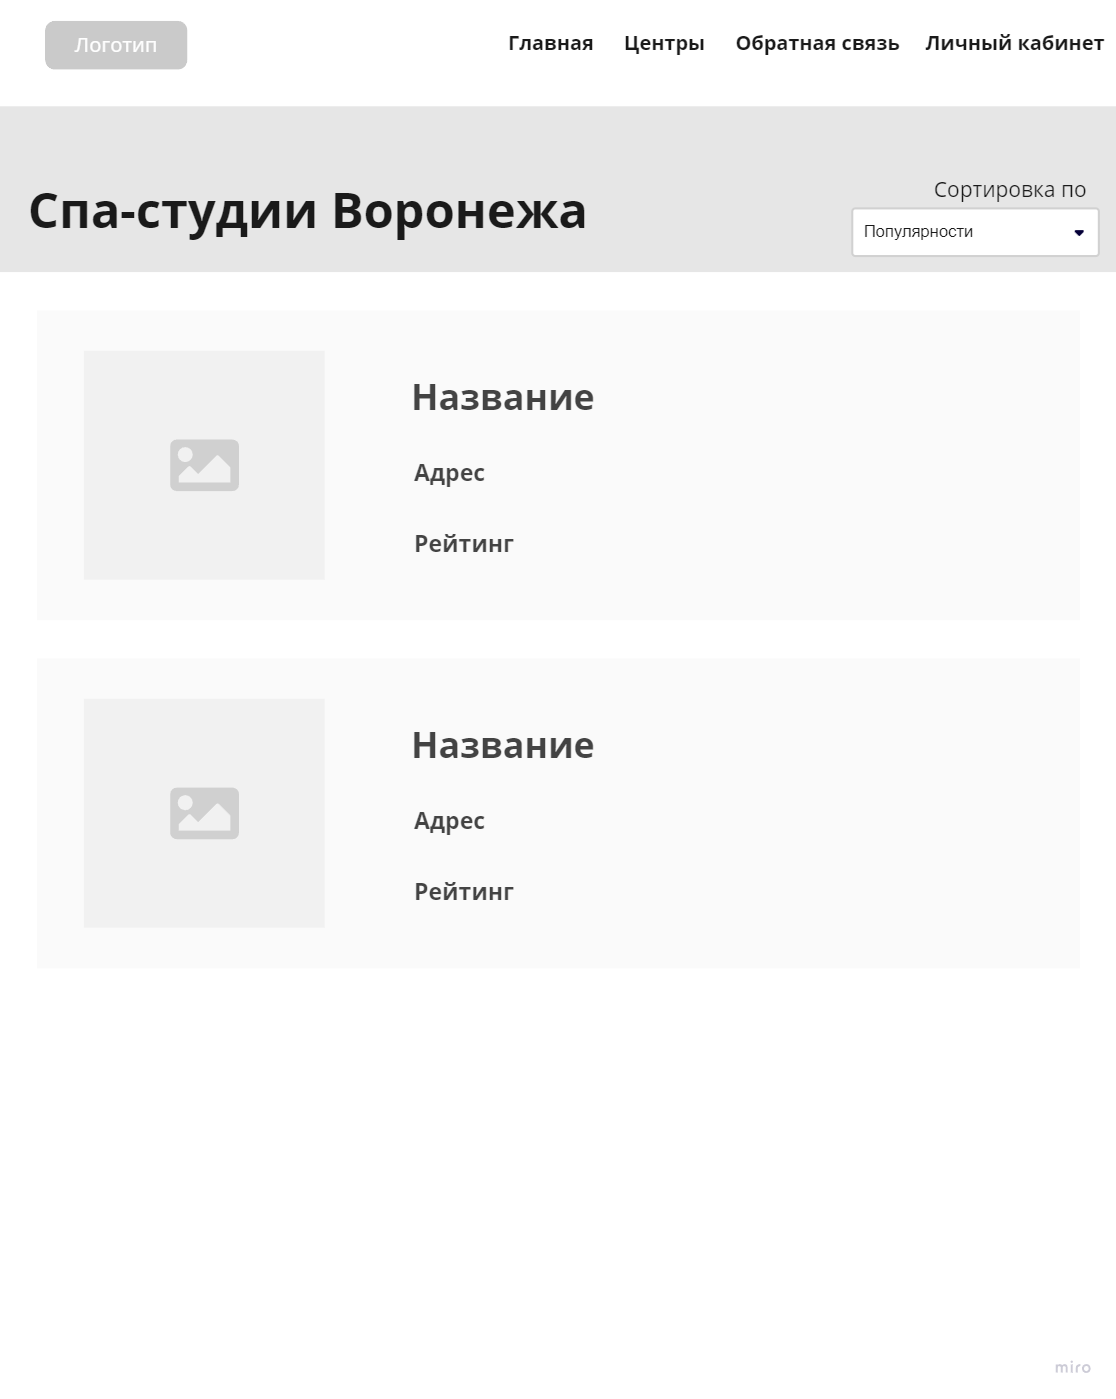 Логотип
Главная Центры Обратная связь Личный кабинет
Спа-студии Воронежа
Сортировка по
Популярности
Название
Адрес
Рейтинг
Название
Адрес
Рейтинг
miro